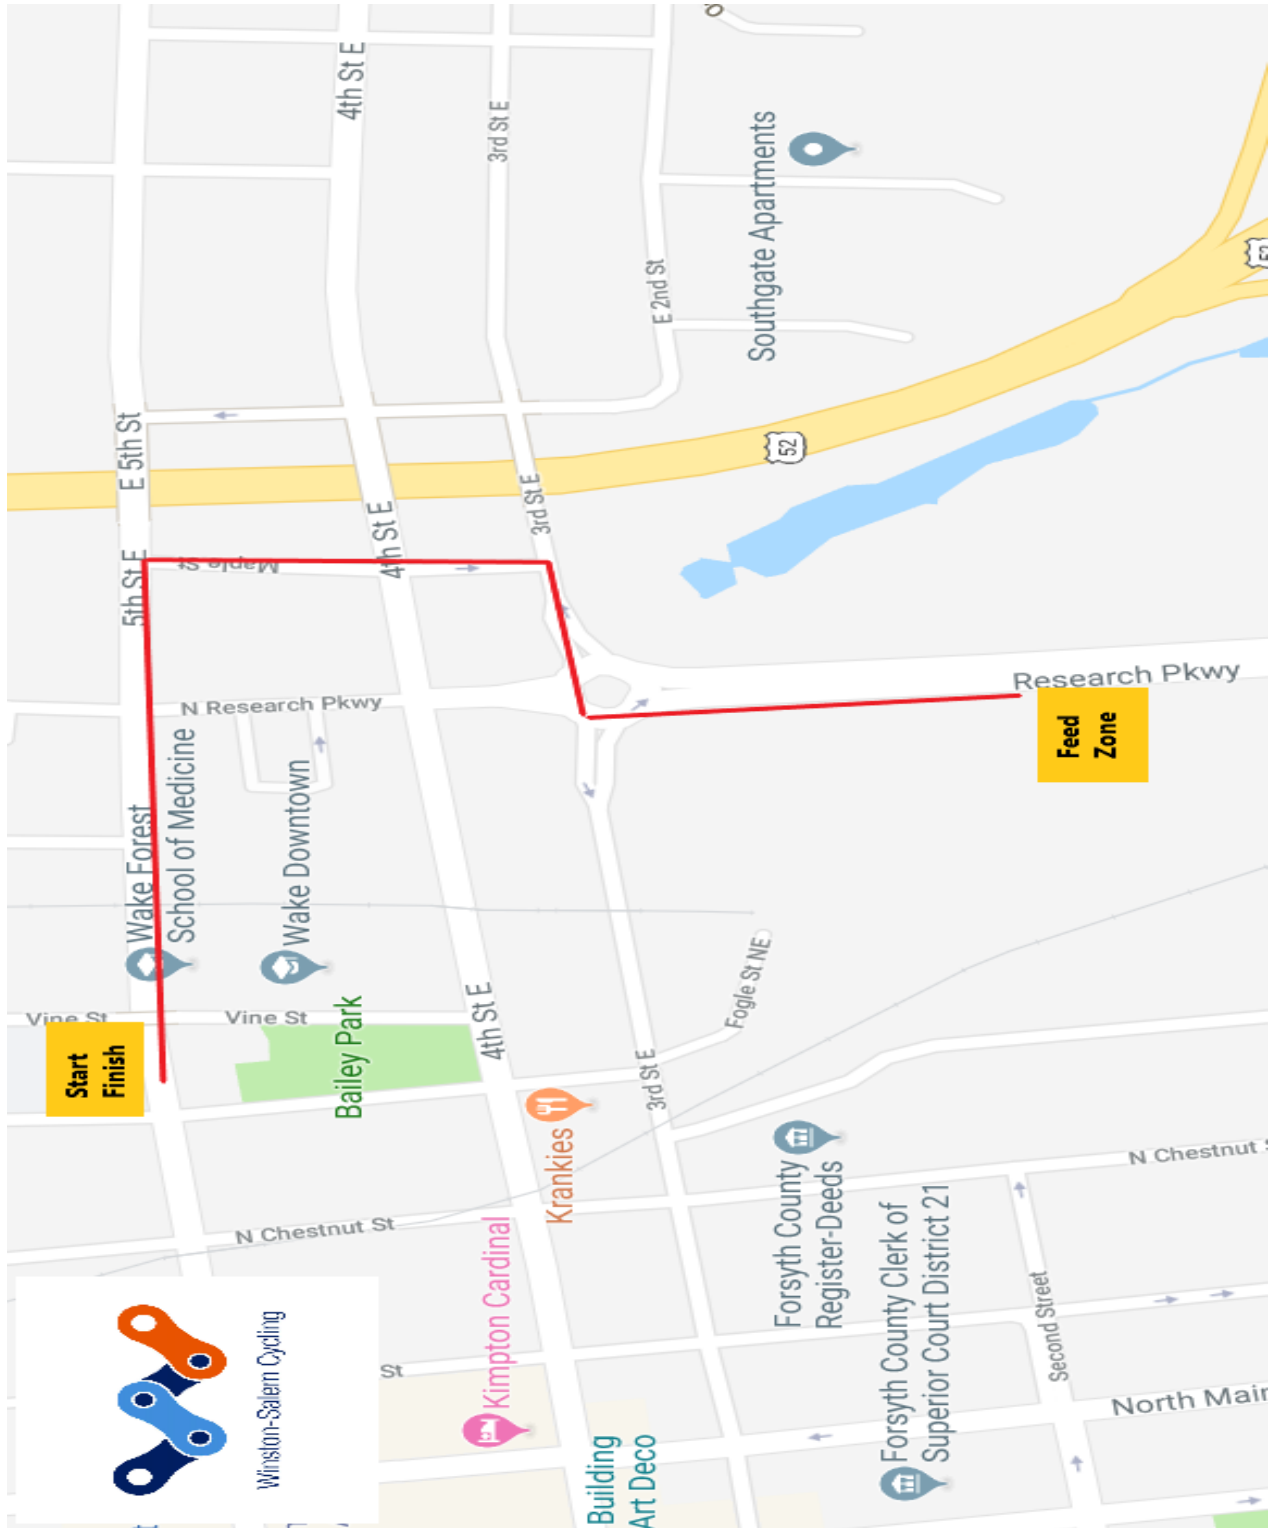 4th St E
3rd St E
Southgate Apartments
E 2nd St
E 5th St
52
3rd St E
4th St E
5th St E
Maple St
N Research Pkwy
Research Pkwy
Feed
Zone
Wake Forest
School of Medicine
Wake Downtown
Vine St
Vine St
Start
Finish
Bailey Park
4th St E
Fogle St NE
3rd St E
Krankies
N Chestnut St
N Chestnut
Forsyth County
Register-Deeds
Forsyth County Clerk of
Superior Court District 21
Kimpton Cardinal
St
Second Street
North Main
Building
Art Deco
Winston-Salem Cycling